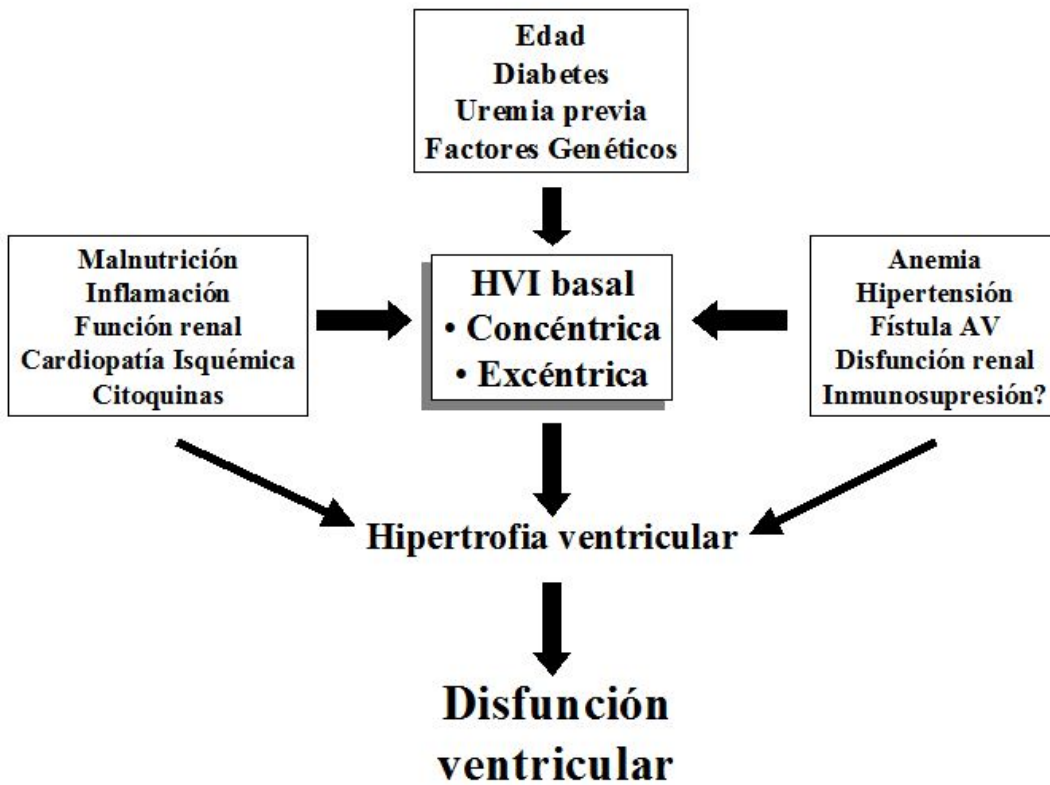 Edad
Diabetes
Uremia previa
Factores Genéticos
Malnutrición
Inflamación
Función renal
Cardiopatía Isquémica
Citoquinas
HVI basal
• Concéntrica
• Excéntrica
Anemia
Hipertensión
Fístula AV
Disfunción renal
Inmunosupresión?
Hipertrofia ventricular
Disfunción
ventricular